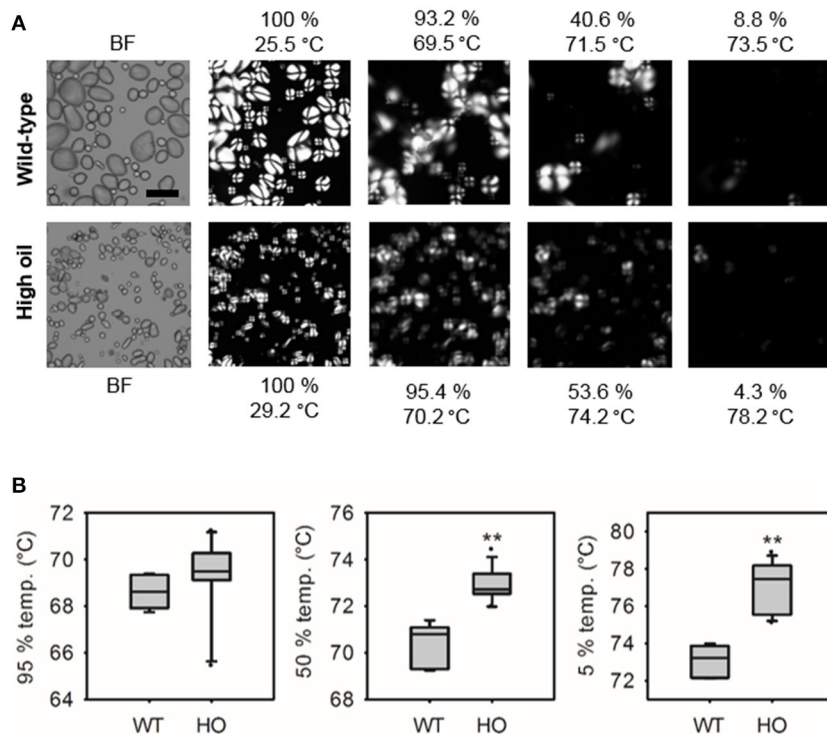 A
BF
100 %
25.5 °C
93.2 %
69.5 °C
40.6 %
71.5 °C
8.8 %
73.5 °C
Wild-type
High oil
BF
100 %
29.2 °C
95.4 %
70.2 °C
53.6 %
74.2 °C
4.3 %
78.2 °C
B
95 % temp. (°C)
72
70
68
66
64
WT HO
50 % temp. (°C)
76
74
72
70
68
**
WT HO
5 % temp. (°C)
80
78
76
74
72
**
WT HO